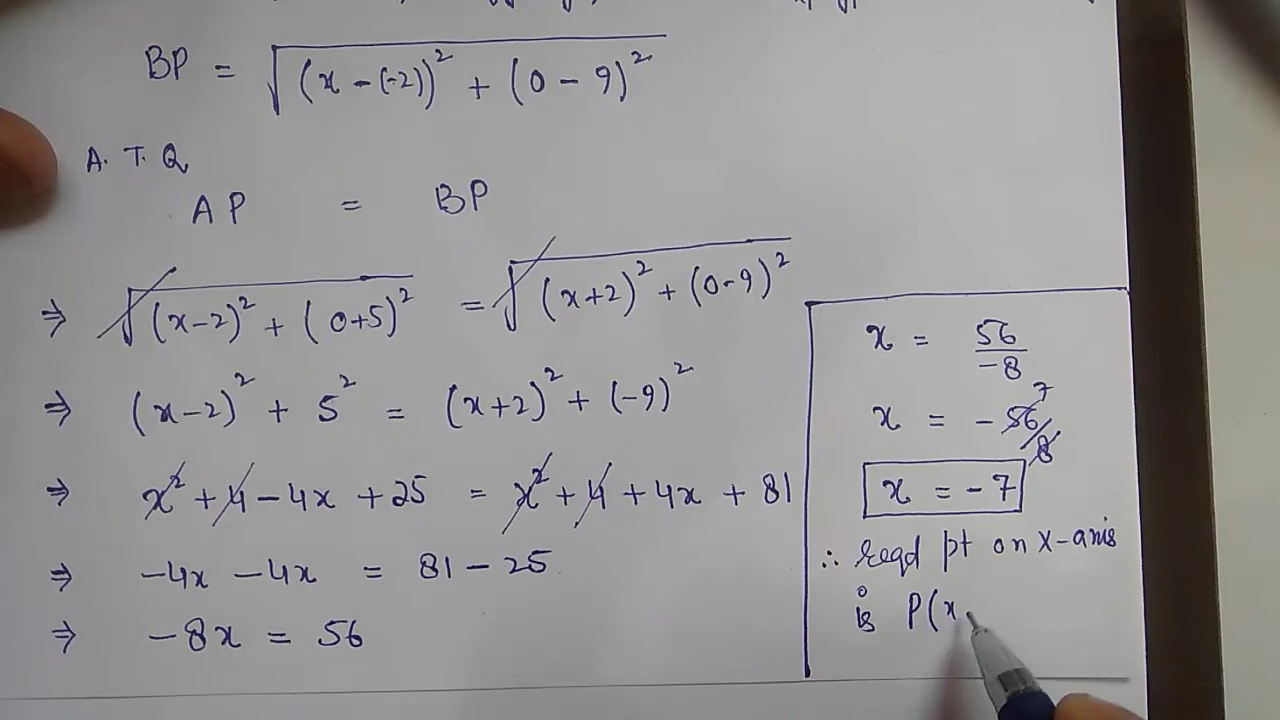 BP = √((x - (-2))² + (0 - 9)²)
A. T. Q
AP = BP
⇒ √((x-2)² + (0+5)²) = √((x+2)² + (0-9)²)
⇒ (x-2)² + 5² = (x+2)² + (-9)²
⇒ x² + 4 - 4x + 25 = x² + 4 + 4x + 81
⇒ -4x - 4x = 81 - 25
⇒ -8x = 56
x = 56/-8
x = - 56/8 7
x = -7
∴ reqd pt on X-axis
is P(x